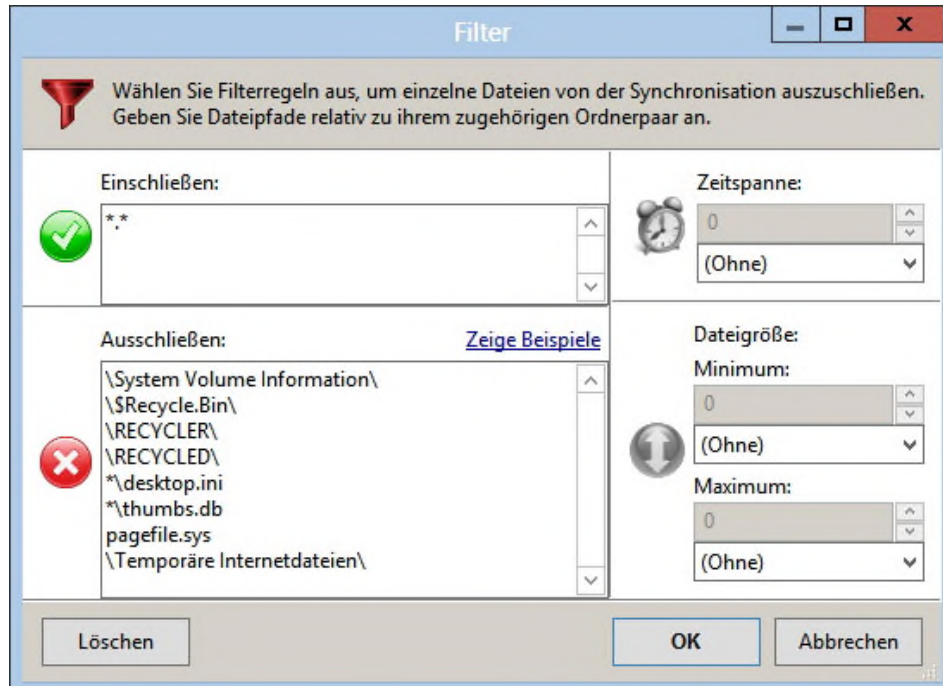 Filter
Wählen Sie Filterregeln aus, um einzelne Dateien von der Synchronisation auszuschließen.
Geben Sie Dateipfade relativ zu ihrem zugehörigen Ordnerpaar an.
Einschließen:
*.*
Ausschließen:
Zeige Beispiele
\System Volume Information\
\$Recycle.Bin\
\RECYCLER\
\RECYCLED\
*\desktop.ini
*\thumbs.db
pagefile.sys
\Temporäre Internetdateien\
Zeitspanne:
0
(Ohne)
Dateigröße:
Minimum:
0
(Ohne)
Maximum:
0
(Ohne)
Löschen
OK
Abbrechen